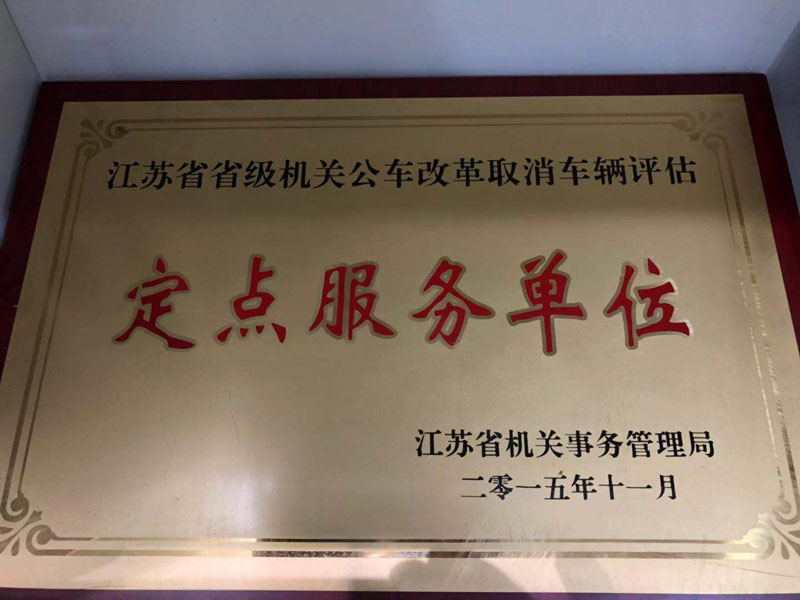 江苏省省级机关公车改革取消车辆评估
定点服务单位
江苏省机关事务管理局
二零一五年十一月